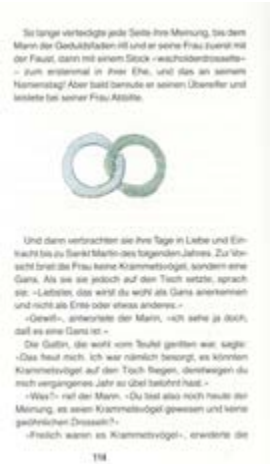 So lange verteidigte jede Seite ihre Meinung, bis dem
Mann der Geduldsfaden riß und er seine Frau zuerst mit
der Faust, dann mit einem Stock »wacholderdrosselte«
– zum erstenmal in ihrer Ehe, und das an seinem
Namenstag! Aber bald bereute er seinen Übereifer und
leistete bei seiner Frau Abbitte.
Und dann verbrachten sie ihre Tage in Liebe und Ein-
tracht bis zu Sankt Martin des folgenden Jahres. Zur Vor-
sicht briet die Frau keine Krammetsvögel, sondern eine
Gans. Als sie sie jedoch auf den Tisch setzte, sprach
sie: »Liebster, das wirst du wohl als Gans anerkennen
und nicht als Ente oder etwas anderes.«
»Gewiß«, antwortete der Mann, »ich sehe ja doch,
daß es eine Gans ist.«
Die Gattin, die wohl vom Teufel geritten war, sagte:
»Das freut mich. Ich war nämlich besorgt, es könnten
Krammetsvögel auf den Tisch fliegen, deretwegen du
mich vergangenes Jahr so übel belohnt hast.«
»Was?« rief der Mann. »Du bist also noch heute der
Meinung, es seien Krammetsvögel gewesen und keine
gewöhnlichen Drosseln?«
»Freilich waren es Krammetsvögel«, erwiderte die
114